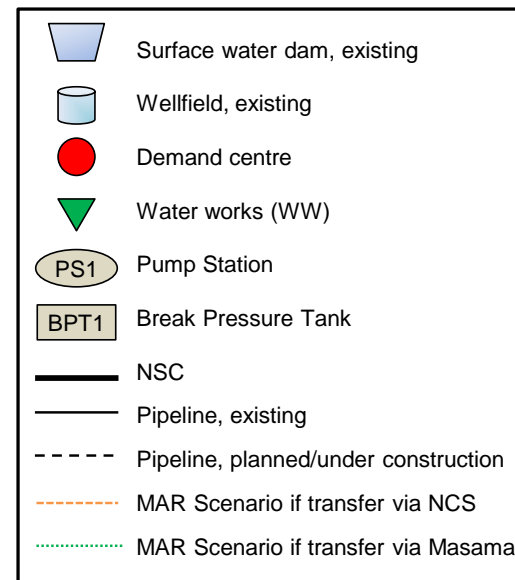 Surface water dam, existing
Wellfield, existing
Demand centre
Water works (WW)
PS1 Pump Station
BPT1 Break Pressure Tank
NSC
Pipeline, existing
Pipeline, planned/under construction
MAR Scenario if transfer via NCS
MAR Scenario if transfer via Masama